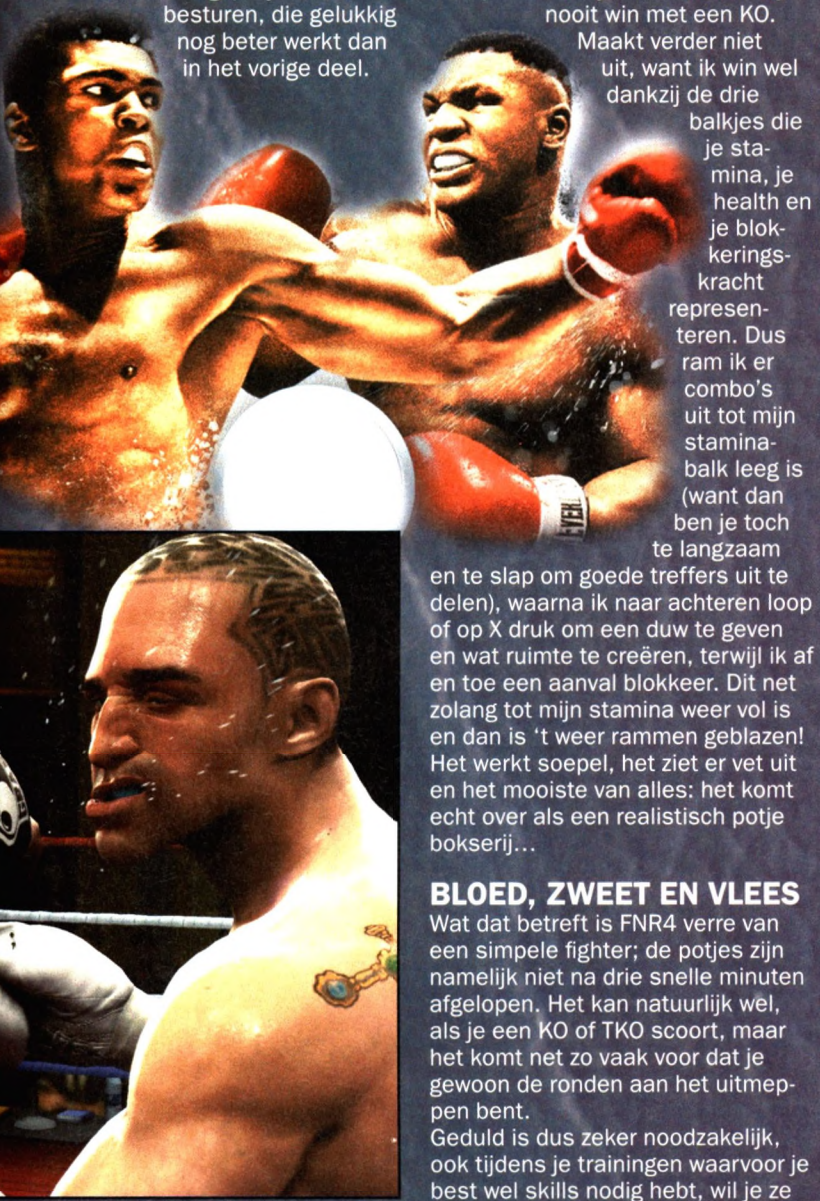 besturen, die gelukkig
nog beter werkt dan
in het vorige deel.
nooit win met een KO.
Maakt verder niet
uit, want ik win wel
dankzij de drie
balkjes die
je sta-
mina, je
health en
je blok-
kerings-
kracht
represen-
teren. Dus
ram ik er
combo's
uit tot mijn
stamina-
balk leeg is
(want dan
ben je toch
te langzaam
en te slap om goede treffers uit te
delen), waarna ik naar achteren loop
of op X druk om een duw te geven
en wat ruimte te creëren, terwijl ik af
en toe een aanval blokkeer. Dit net
zolang tot mijn stamina weer vol is
en dan is ‘t weer rammen geblazen!
Het werkt soepel, het ziet er vet uit
en het mooiste van alles: het komt
echt over als een realistisch potje
bokserij...
BLOED, ZWEET EN VLEES
Wat dat betreft is FNR4 verre van
een simpele fighter; de potjes zijn
namelijk niet na drie snelle minuten
afgelopen. Het kan natuurlijk wel,
als je een KO of TKO scoort, maar
het komt net zo vaak voor dat je
gewoon de ronden aan het uitmep-
pen bent.
Geduld is dus zeker noodzakelijk,
ook tijdens je trainingen waarvoor je
best wel skills nodig hebt, wil je ze